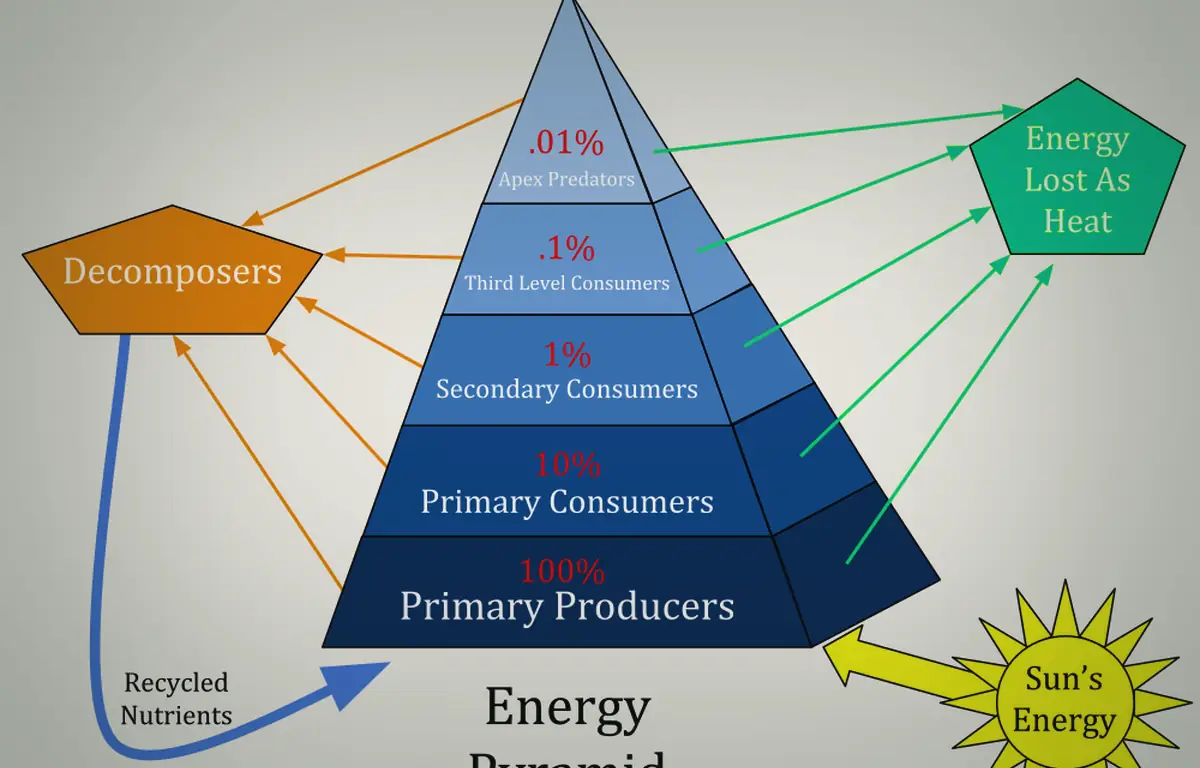 .01%
Apex Predators
.1%
Third Level Consumers
1%
Secondary Consumers
10%
Primary Consumers
100%
Primary Producers
Decomposers
Energy
Lost As
Heat
Recycled
Nutrients
Sun's
Energy
Energy
Pyramid